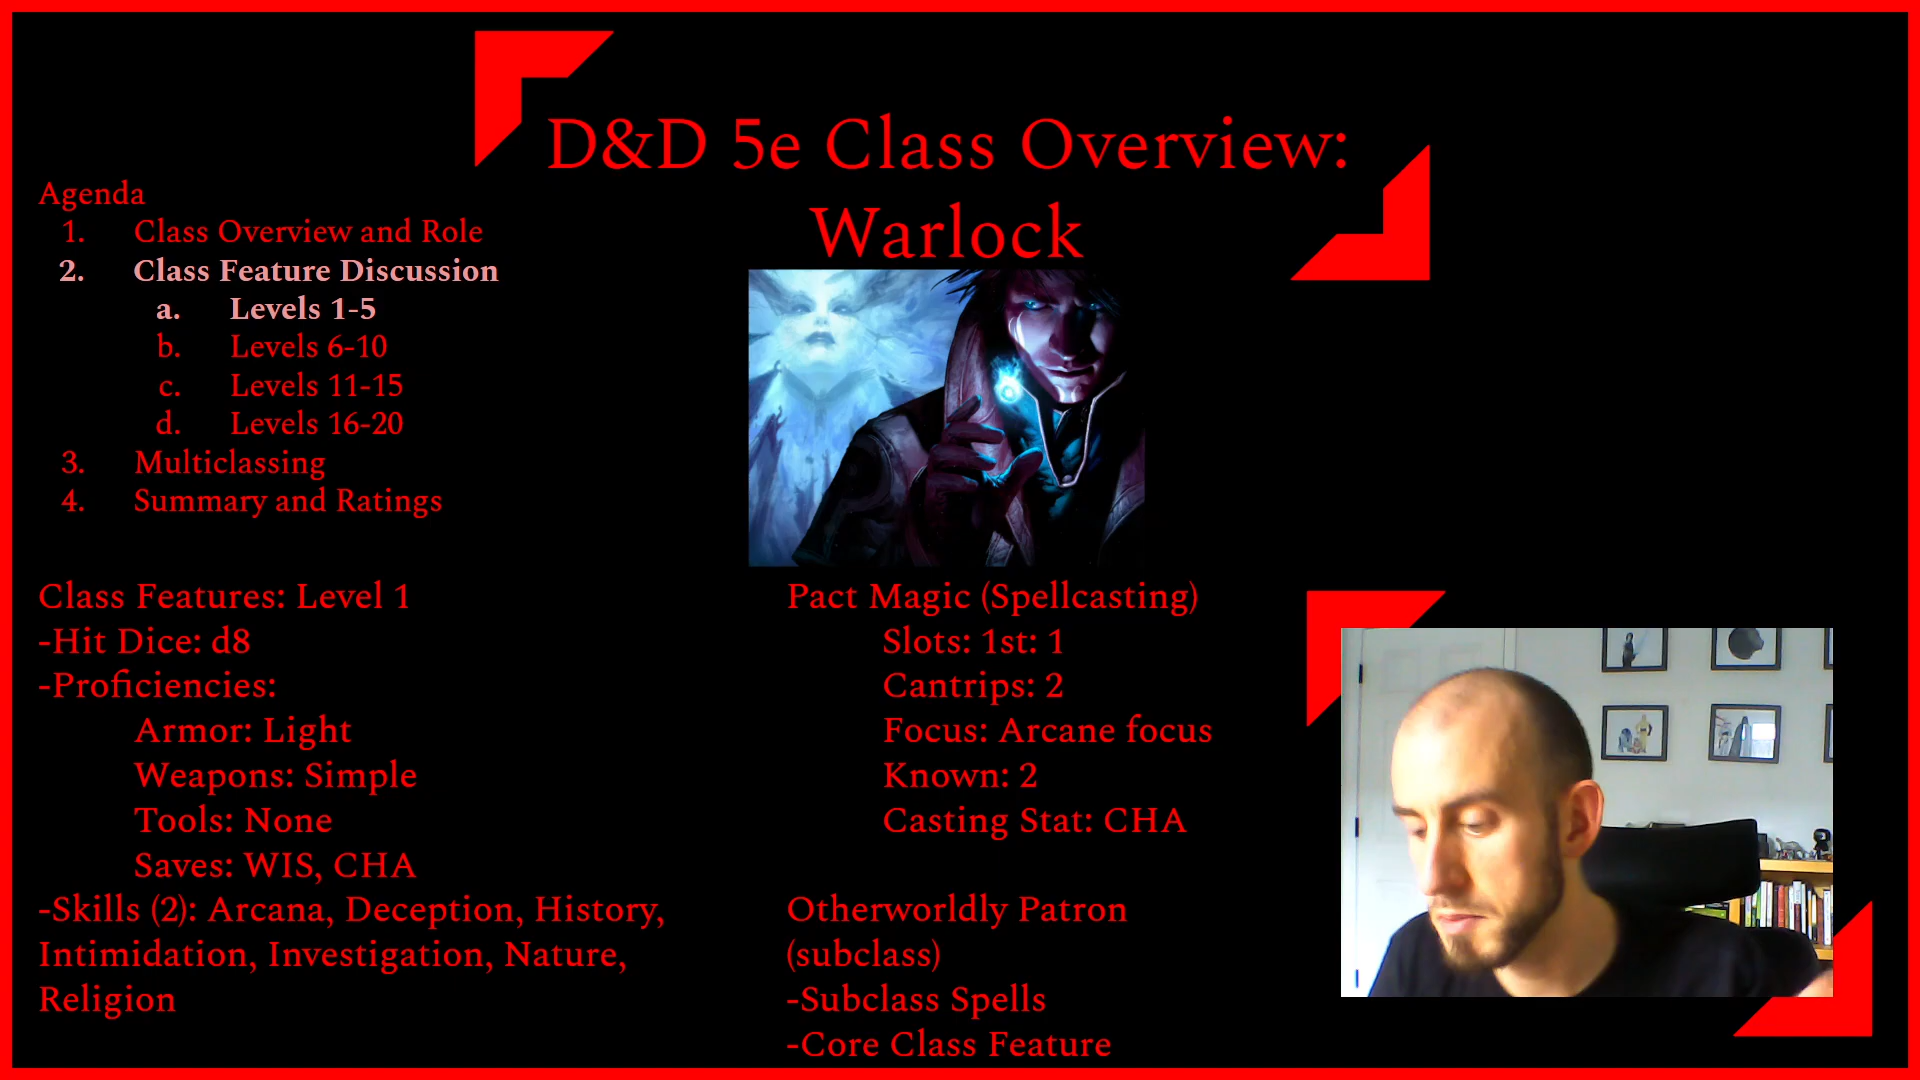 D&D 5e Class Overview:
Warlock
Agenda
1. Class Overview and Role
2. Class Feature Discussion
a. Levels 1-5
b. Levels 6-10
c. Levels 11-15
d. Levels 16-20
3. Multiclassing
4. Summary and Ratings
Class Features: Level 1
-Hit Dice: d8
-Proficiencies:
Armor: Light
Weapons: Simple
Tools: None
Saves: WIS, CHA
-Skills (2): Arcana, Deception, History,
Intimidation, Investigation, Nature,
Religion
Pact Magic (Spellcasting)
Slots: 1st: 1
Cantrips: 2
Focus: Arcane focus
Known: 2
Casting Stat: CHA
Otherworldly Patron
(subclass)
-Subclass Spells
-Core Class Feature